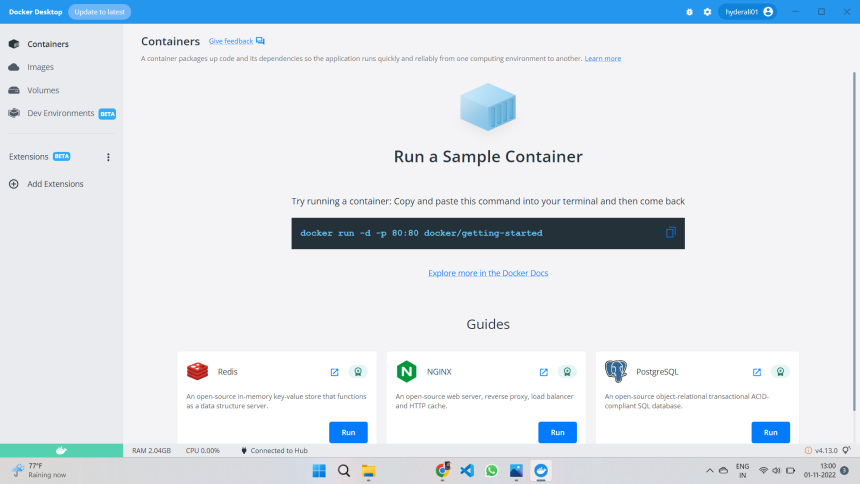 Docker Desktop Update to latest hyderali01
Containers
Images
Volumes
Dev Environments BETA
Extensions BETA
Add Extensions
Containers Give feedback
A container packages up code and its dependencies so the application runs quickly and reliably from one computing environment to another. Learn more
Run a Sample Container
Try running a container: Copy and paste this command into your terminal and then come back
docker run -d -p 80:80 docker/getting-started
Explore more in the Docker Docs
Guides
Redis
An open-source in-memory key-value store that functions
as a data structure server.
Run
NGINX
An open-source web server, reverse proxy, load balancer
and HTTP cache.
Run
PostgreSQL
An open-source object-relational transactional ACID-
compliant SQL database.
Run
RAM 2.04GB CPU 0.00% Connected to Hub v4.13.0
77°F
Raining now
ENG
IN
13:00
01-11-2022
3